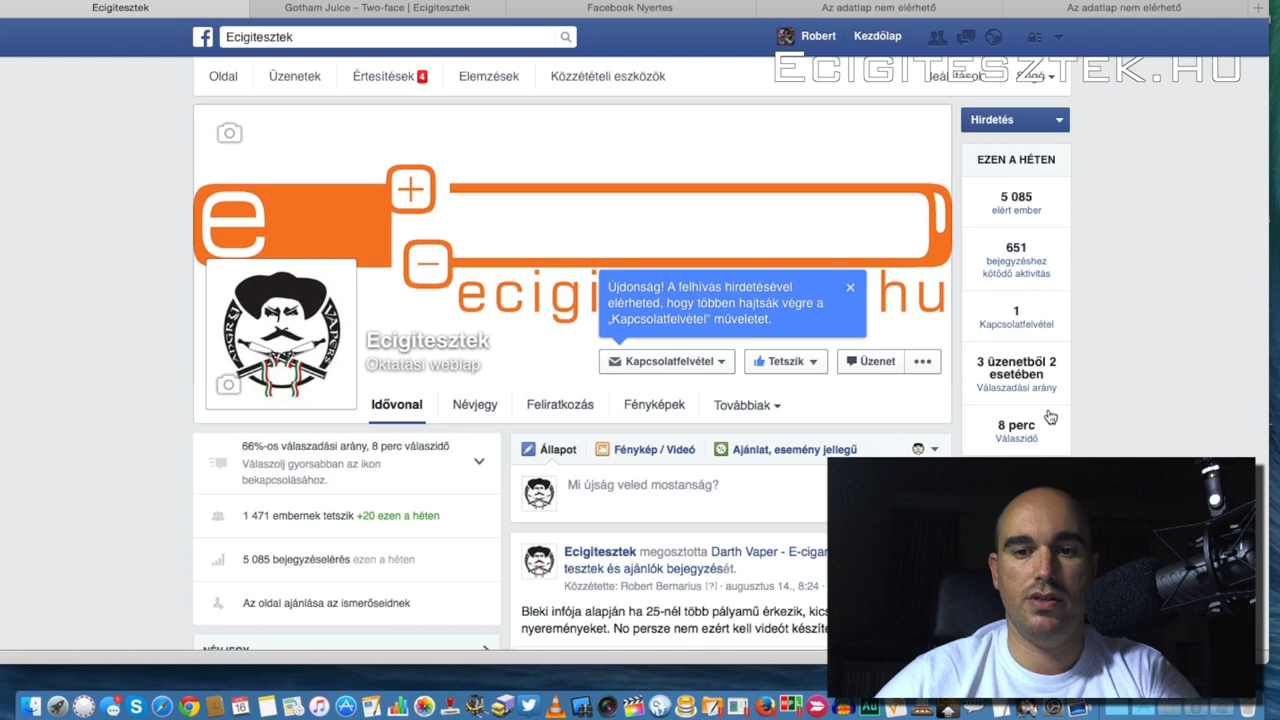 Ecigitesztek
Gotham Juice – Two-face | Ecigitesztek
Facebook Nyertes
Az adatlap nem elérhető
Az adatlap nem elérhető
Ecigitesztek
Robert
Kezdőlap
ECIGITESZTEK.HU
Oldal
Üzenetek
Értesítések 4
Elemzések
Közzétételi eszközök
Beállítások
Súgó
Hirdetés
EZEN A HÉTEN
5 085
elért ember
651
bejegyzéshez
kötődő aktivitás
1
Kapcsolatfelvétel
3 üzenetből 2
esetében
Válaszadási arány
8 perc
Válaszidő
e
ecigi
hu
Újdonság! A felhívás hirdetésével
elérheted, hogy többen hajtsák végre a
„Kapcsolatfelvétel” műveletet.
Ecigitesztek
Oktatási weblap
Kapcsolatfelvétel
Tetszik
Üzenet
Idővonal
Névjegy
Feliratkozás
Fényképek
Továbbiak
66%-os válaszadási arány, 8 perc válaszidő
Válaszolj gyorsabban az ikon
bekapcsolásához.
1 471 embernek tetszik +20 ezen a héten
5 085 bejegyzéselérés ezen a héten
Az oldal ajánlása az ismerőseidnek
NÉVJEGY
Állapot
Fénykép / Videó
Ajánlat, esemény jellegű
Mi újság veled mostanság?
Ecigitesztek megosztotta Darth Vaper - E-cigar
tesztek és ajánlók bejegyzését.
Közzétette: Robert Bernarius [?] · augusztus 14., 8:24 ·
Bleki infója alapján ha 25-nél több pályamű érkezik, kics
nyereményeket. No persze nem ezért kell videót készíte